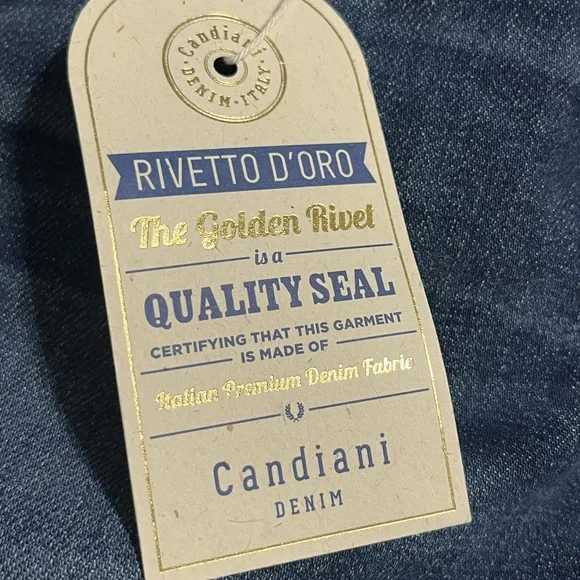 Candiani
DENIM · ITALY
RIVETTO D'ORO
The Golden Rivet
is a
QUALITY SEAL
CERTIFYING THAT THIS GARMENT
IS MADE OF
Italian Premium Denim Fabric
Candiani
DENIM